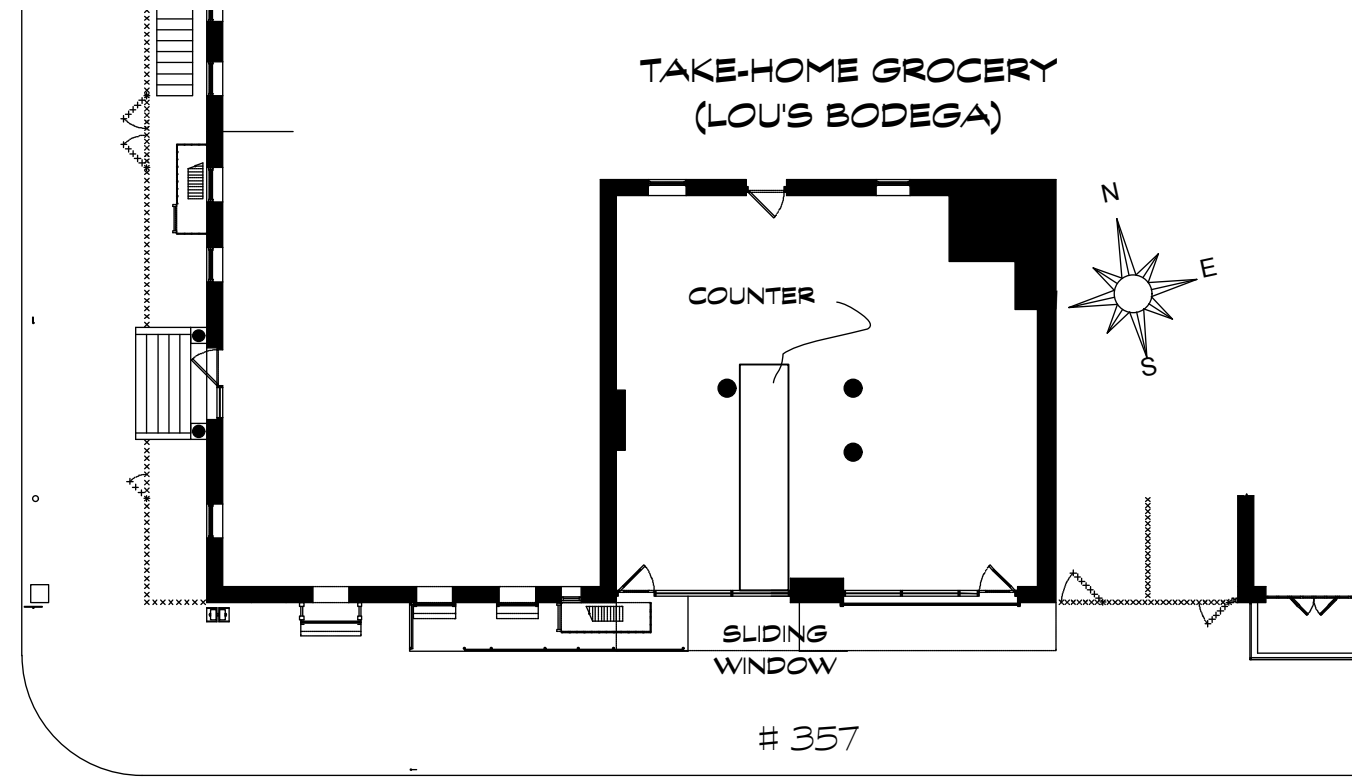 TAKE-HOME GROCERY
(LOU'S BODEGA)
N
E
COUNTER
S
SLIDING
WINDOW
# 357